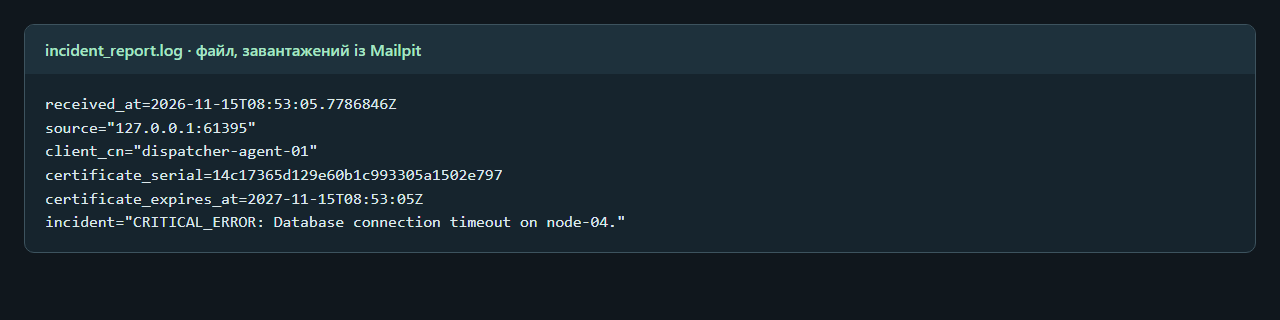 incident_report.log · файл, завантажений із Mailpit
received_at=2026-11-15T08:53:05.7786846Z
source="127.0.0.1:61395"
client_cn="dispatcher-agent-01"
certificate_serial=14c17365d129e60b1c993305a1502e797
certificate_expires_at=2027-11-15T08:53:05Z
incident="CRITICAL_ERROR: Database connection timeout on node-04."